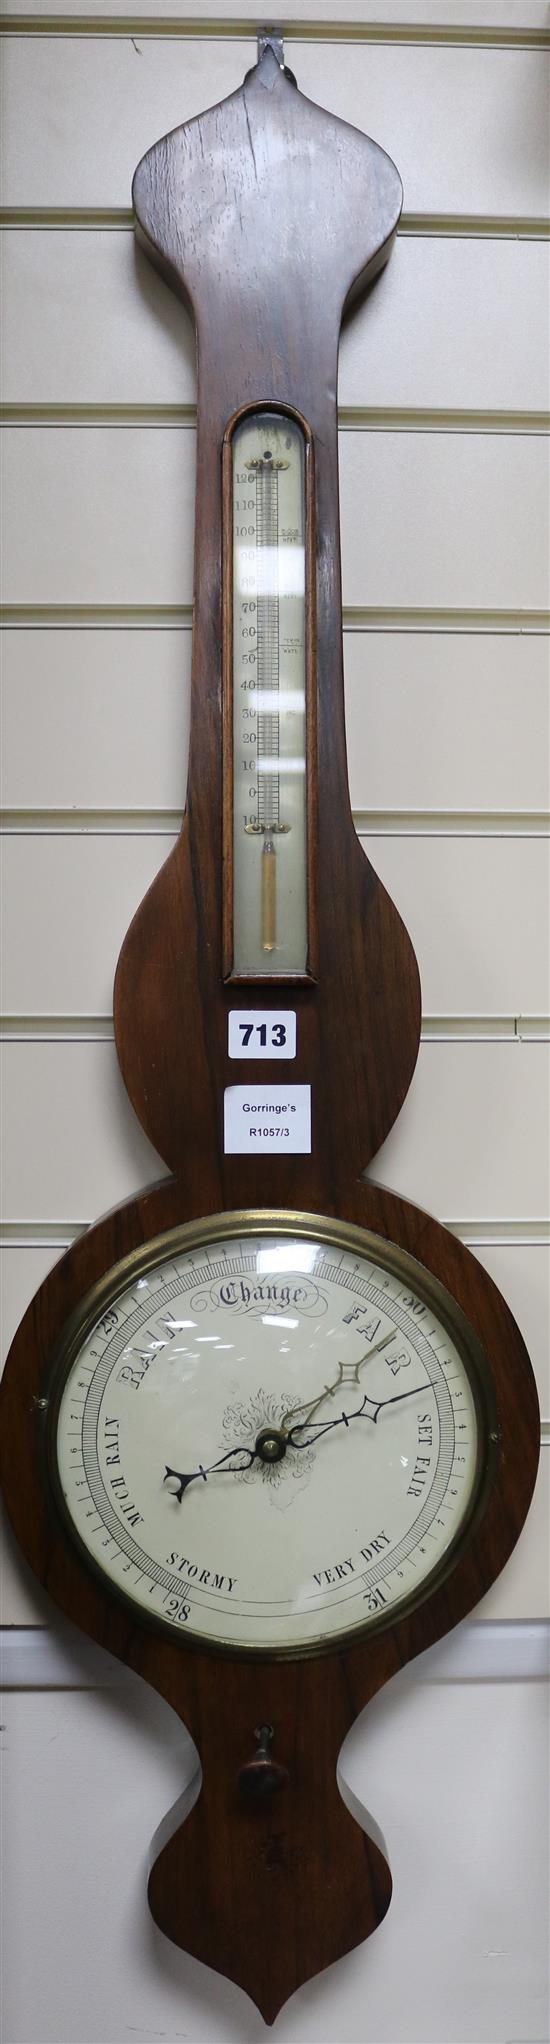 120
110
100
90
80
70
60
50
40
30
20
10
0
10
713
Gorringe's
R1057/3
Change
RAIN
FAIR
29
30
MUCH RAIN
SET FAIR
STORMY
VERY DRY
28
31